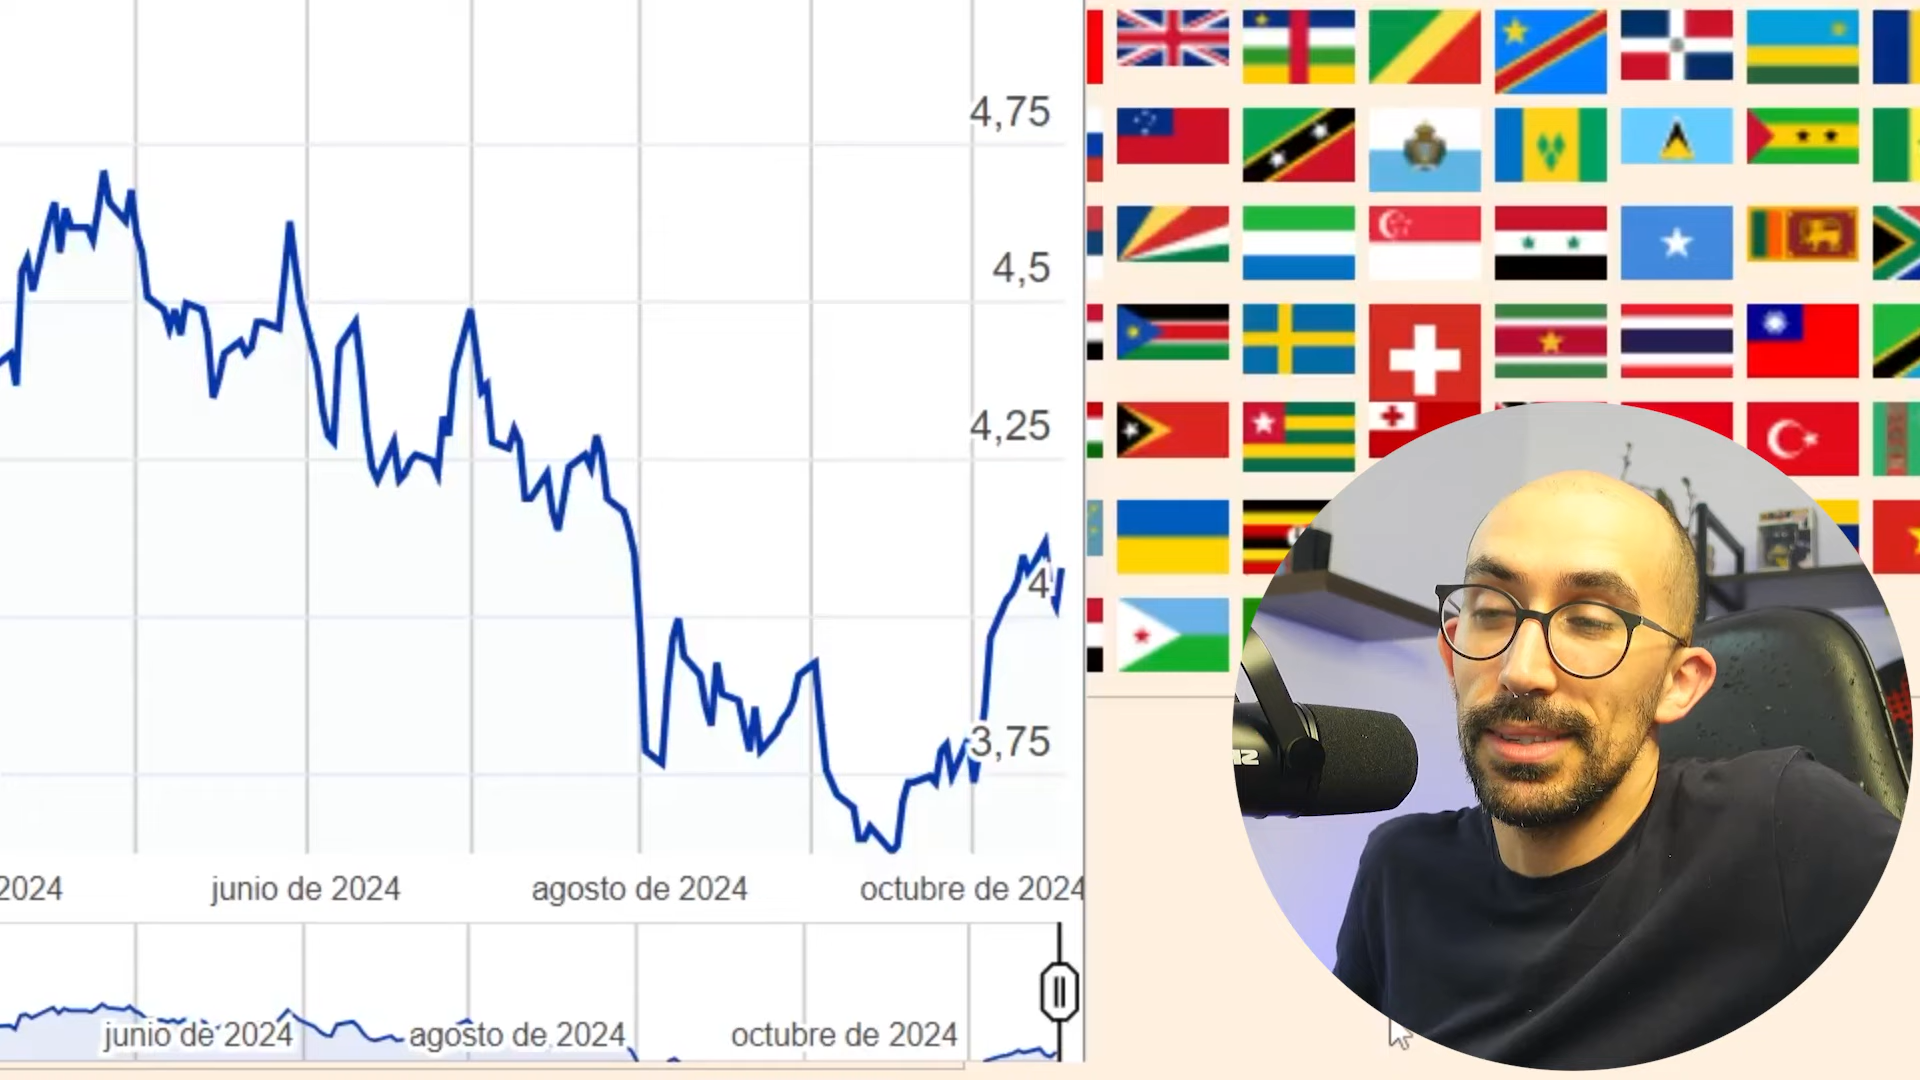 4,75
4,5
4,25
4
3,75
2024
junio de 2024
agosto de 2024
octubre de 2024
junio de 2024
agosto de 2024
octubre de 2024